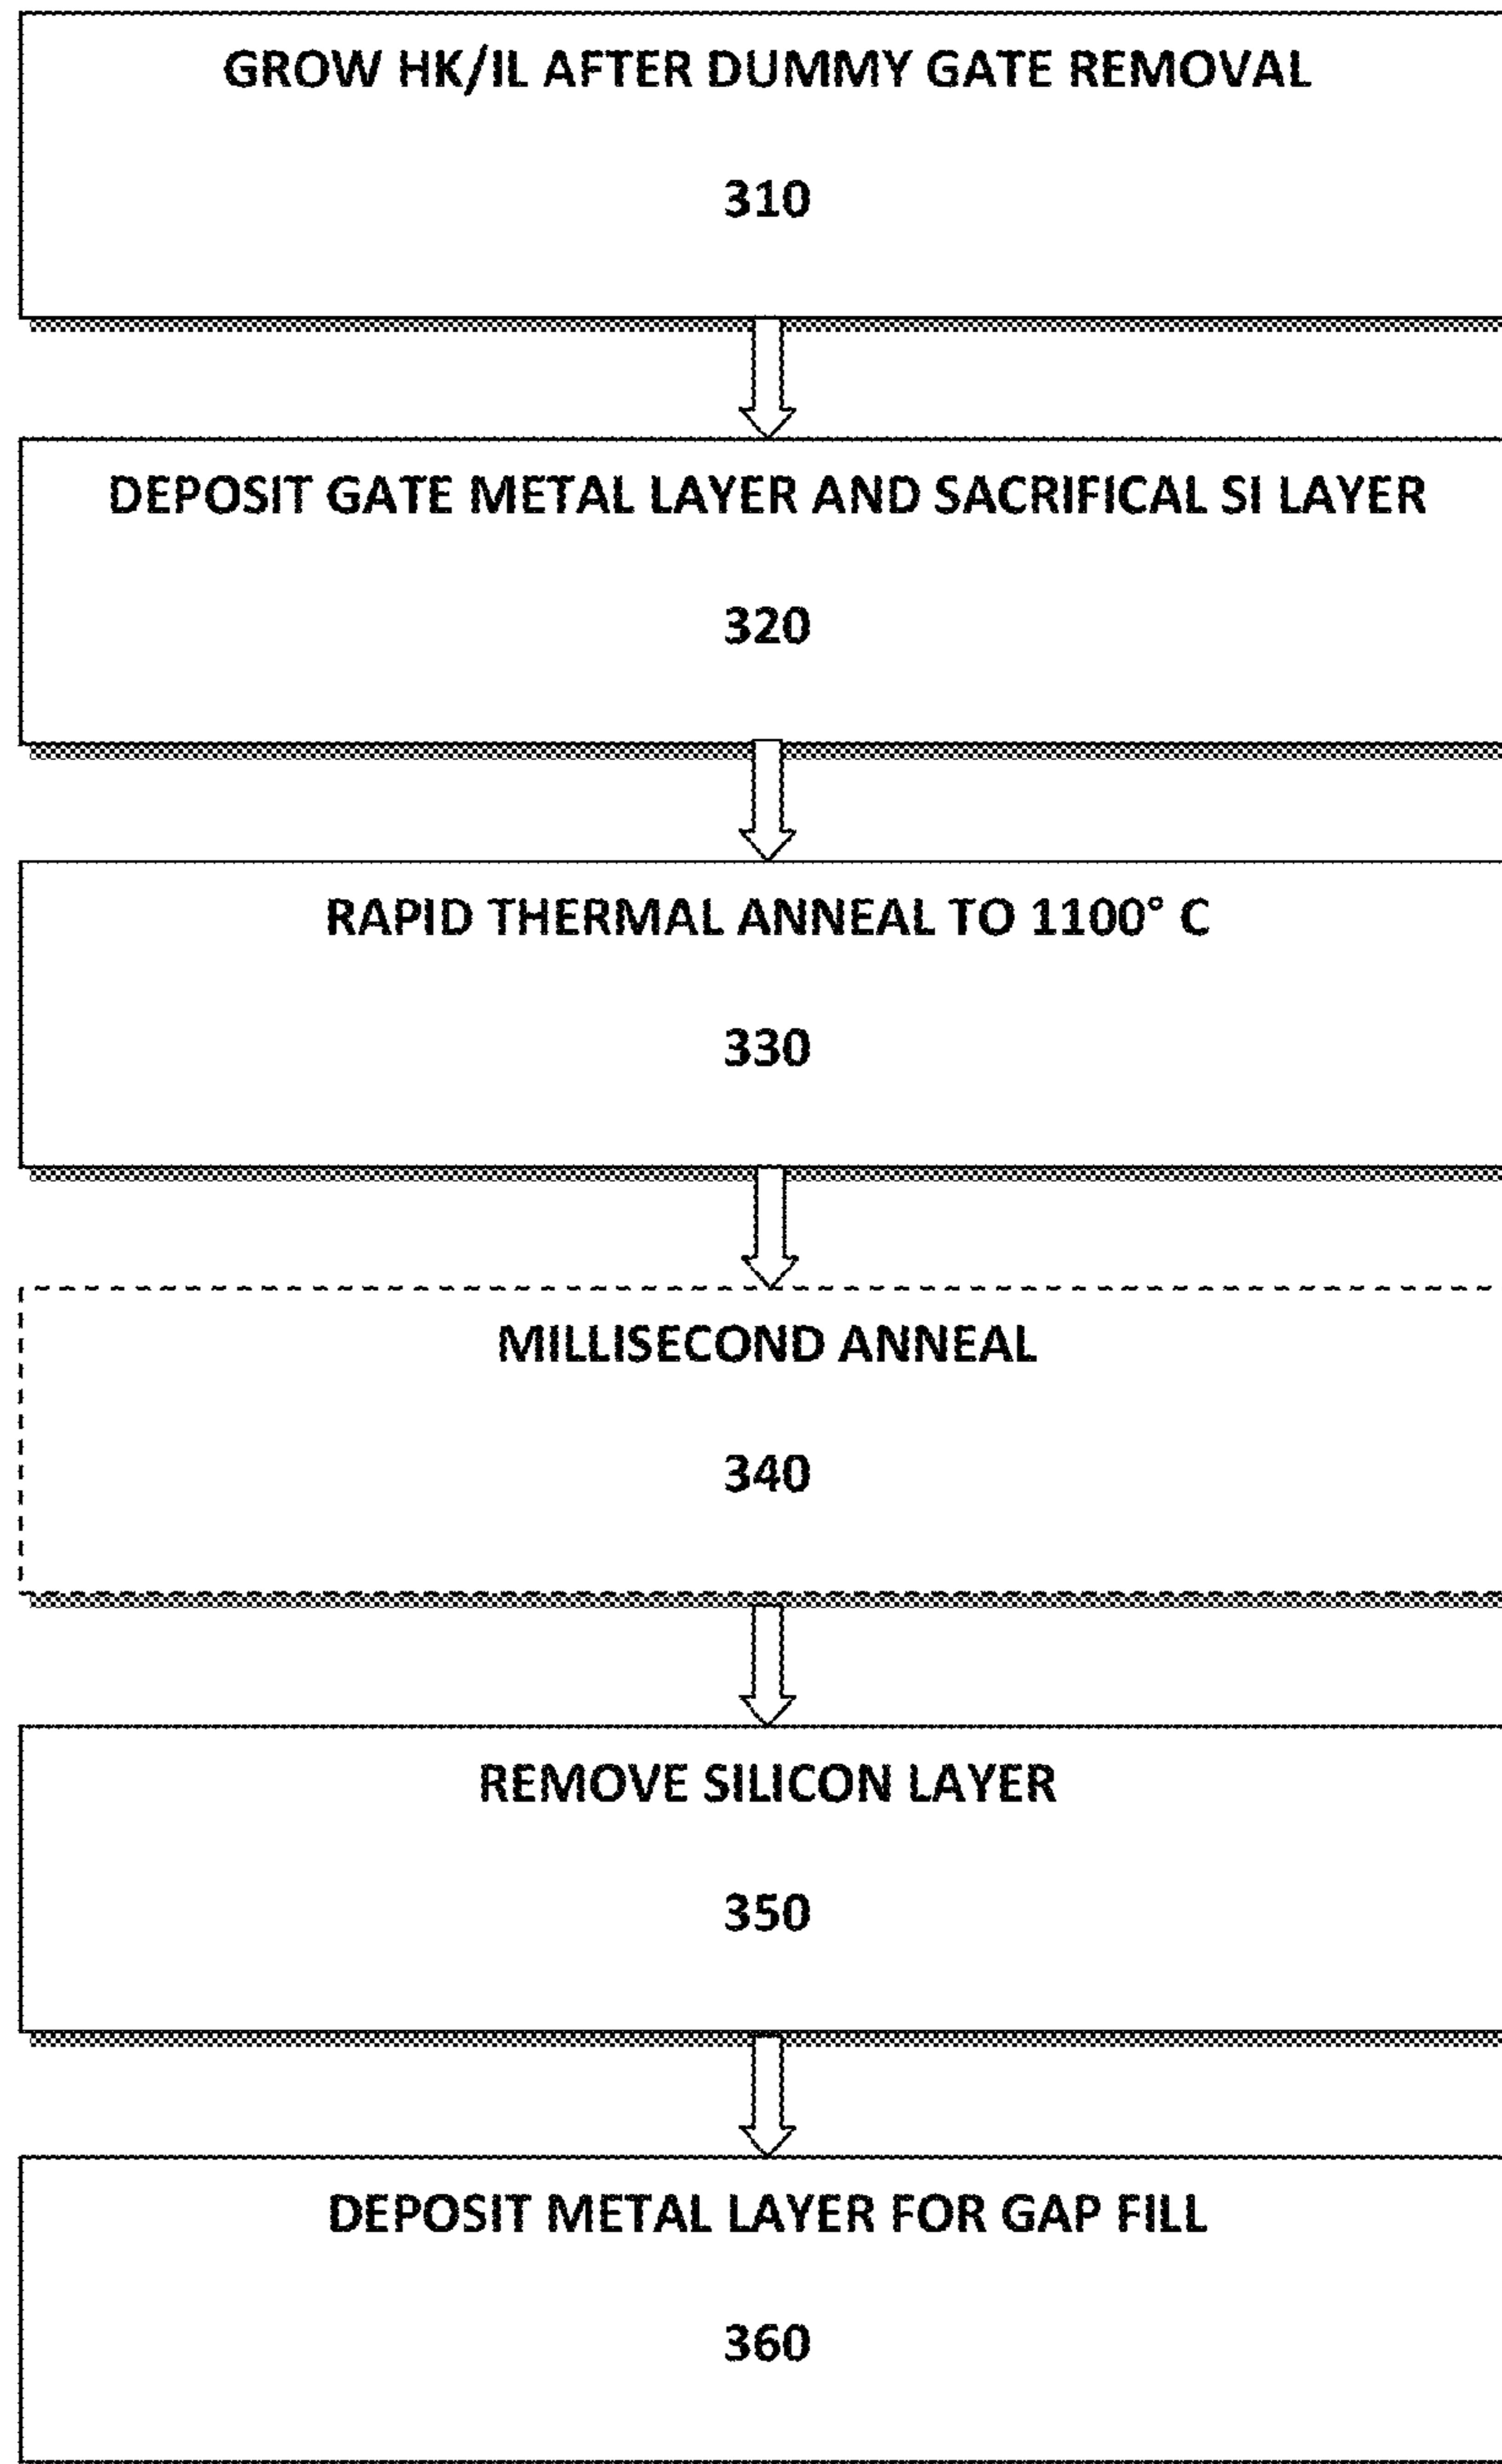 GROW HK/IL AFTER DUMMY GATE REMOVAL
310
DEPOSIT GATE METAL LAYER AND SACRIFICAL SI LAYER
320
RAPID THERMAL ANNEAL TO 1100° C
330
MILLISECOND ANNEAL
340
REMOVE SILICON LAYER
350
DEPOSIT METAL LAYER FOR GAP FILL
360